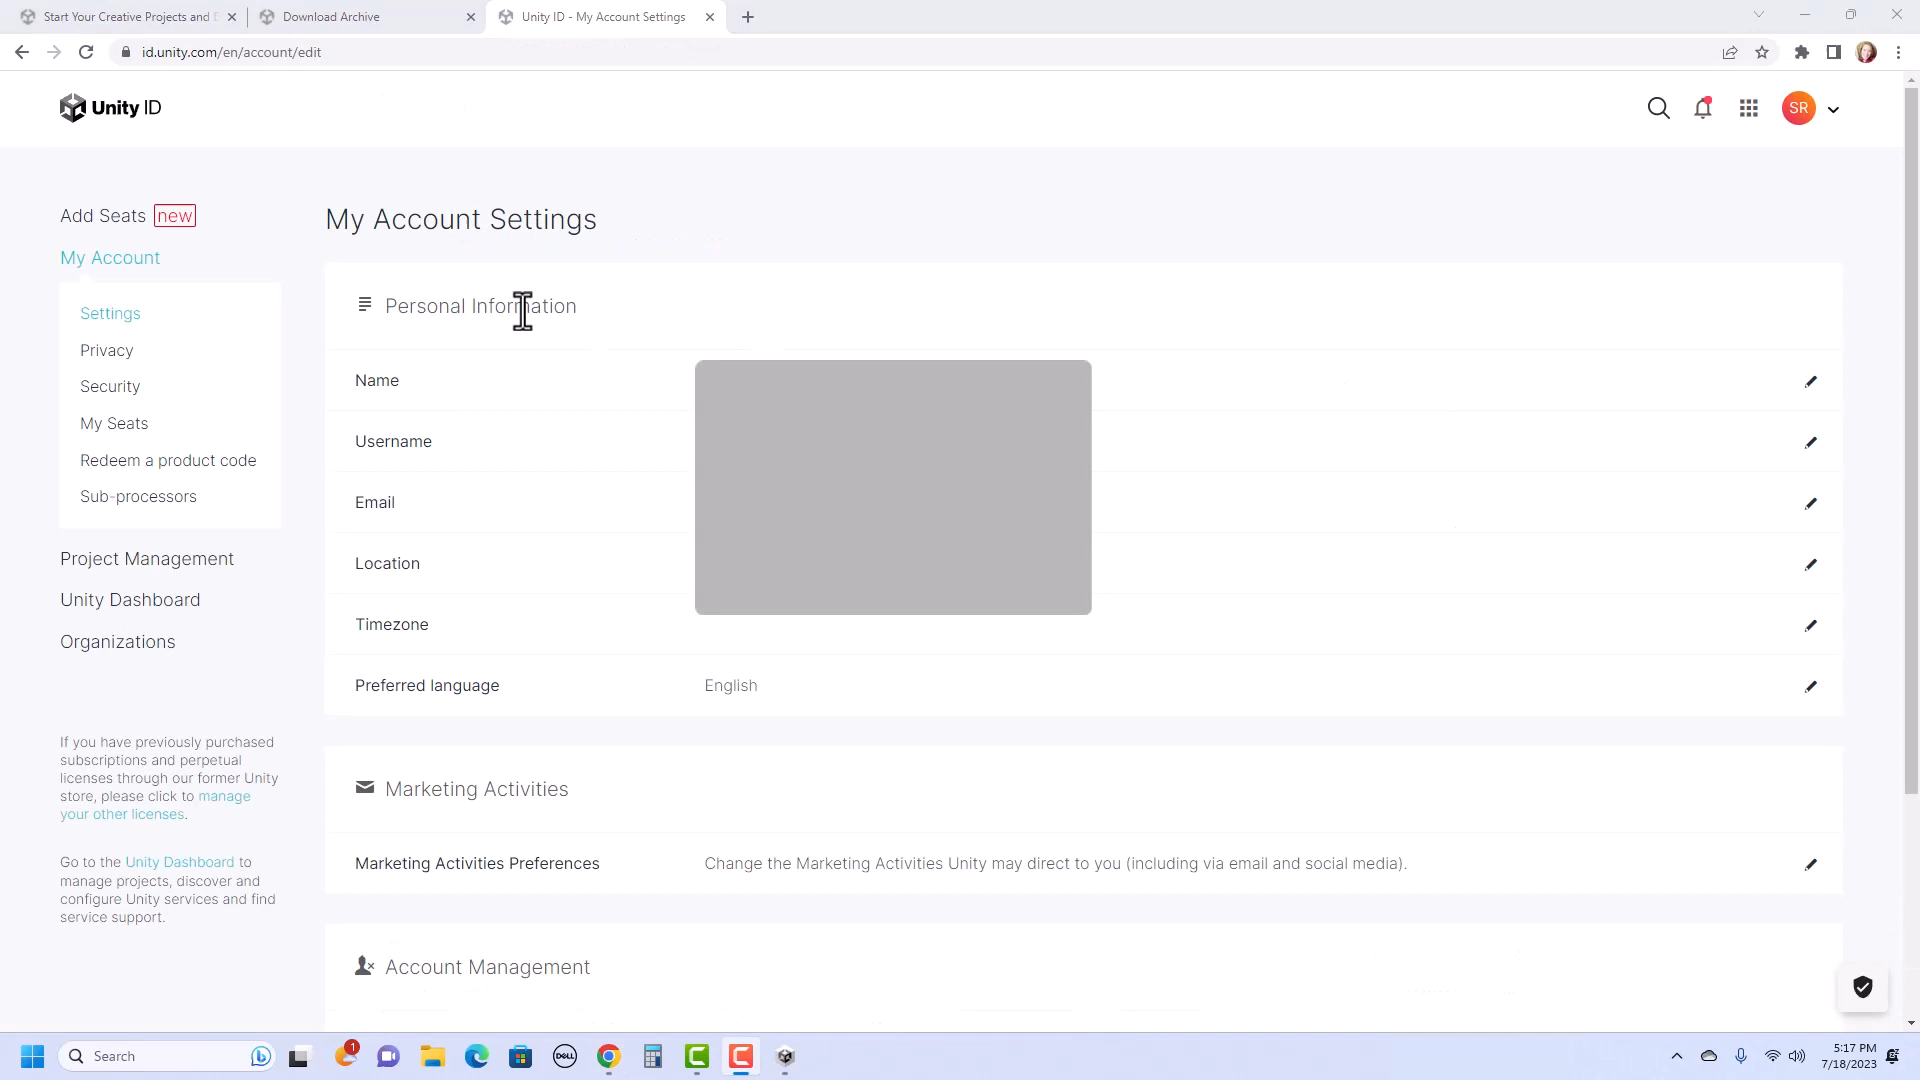 Start Your Creative Projects and
Download Archive
Unity ID - My Account Settings
id.unity.com/en/account/edit
Unity ID
SR
Add Seats new
My Account
Settings
Privacy
Security
My Seats
Redeem a product code
Sub-processors
Project Management
Unity Dashboard
Organizations
If you have previously purchased
subscriptions and perpetual
licenses through our former Unity
store, please click to manage
your other licenses.
Go to the Unity Dashboard to
manage projects, discover and
configure Unity services and find
service support.
My Account Settings
Personal Information
Name
Username
Email
Location
Timezone
Preferred language English
Marketing Activities
Marketing Activities Preferences Change the Marketing Activities Unity may direct to you (including via email and social media).
Account Management
Search
1
DELL
5:17 PM
7/18/2023